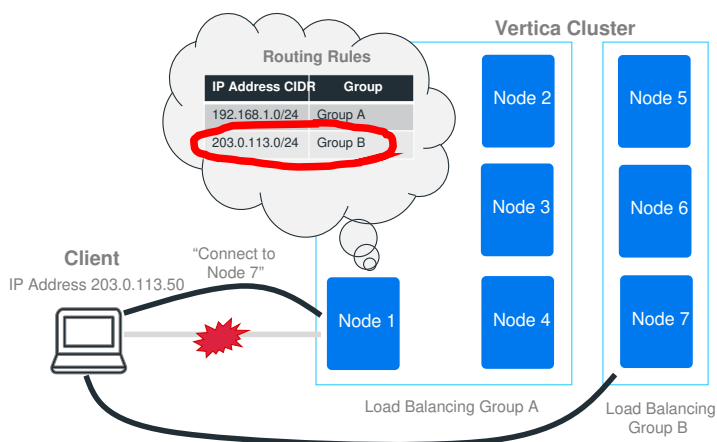 Vertica Cluster
Routing Rules
IP Address CIDR Group
192.168.1.0/24 Group A
203.0.113.0/24 Group B
Node 2
Node 5
Node 3
Node 6
Client
IP Address 203.0.113.50
“Connect to
Node 7”
Node 1
Node 4
Node 7
Load Balancing Group A
Load Balancing
Group B